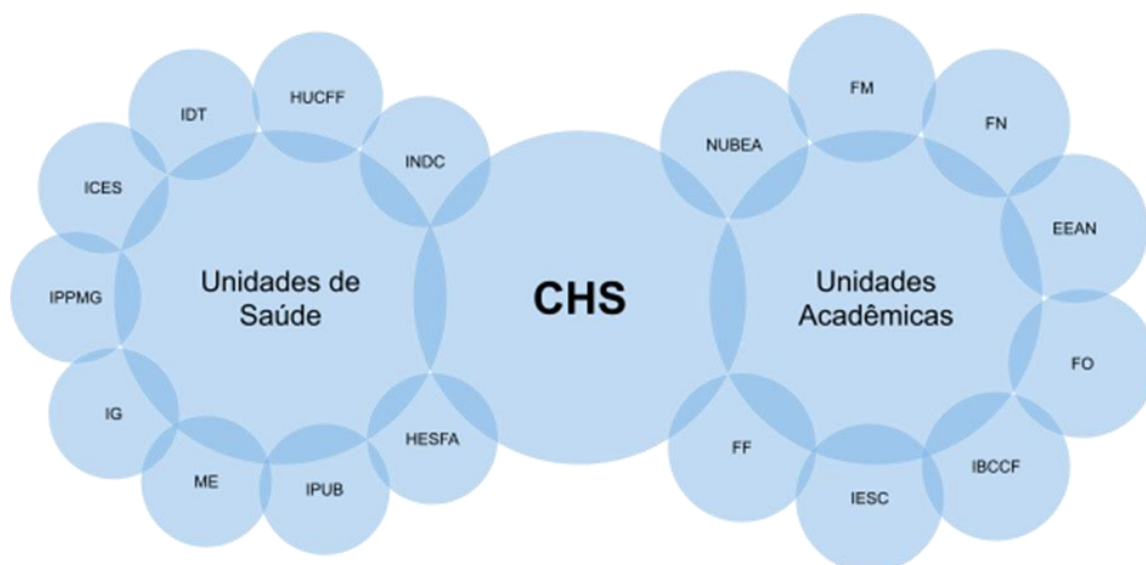 FM
HUCFF
IDT
FN
NUBEA
INDC
ICES
EEAN
Unidades de
Saúde
CHS
Unidades
Acadêmicas
IPPMG
FO
IG
HESFA
FF
IBCCF
ME
IPUB
IESC